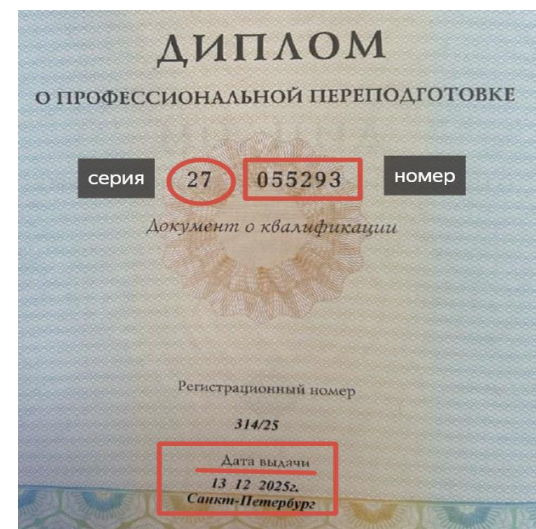 ДИПЛОМ
О ПРОФЕССИОНАЛЬНОЙ ПЕРЕПОДГОТОВКЕ
серия 27 055293 номер
Документ о квалификации
Регистрационный номер
314/25
Дата выдачи
13 12 2025г.
Санкт-Петербург